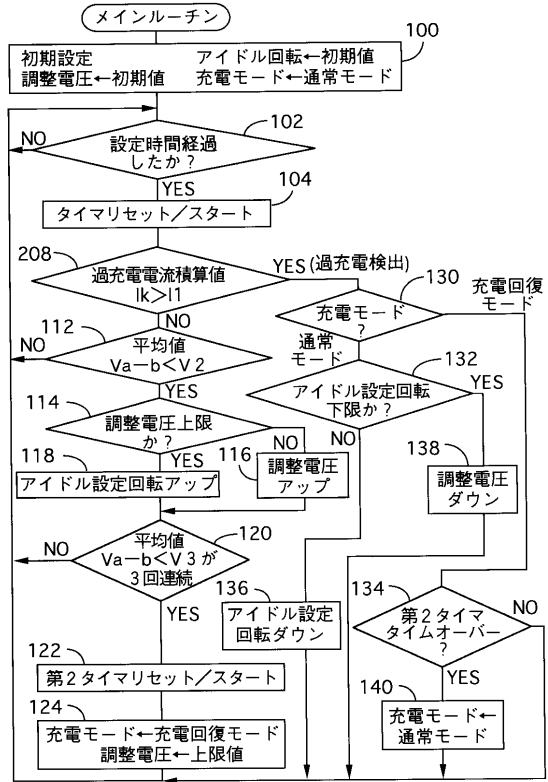 メインルーチン
100
初期設定 アイドル回転←初期値
調整電圧←初期値 充電モード←通常モード
102
NO
設定時間経過
したか？
YES
104
タイマリセット／スタート
208
過充電電流積算値
Ik＞I1
YES(過充電検出)
NO
130
充電モード
？
充電回復
モード
通常
モード
112
NO
平均値
Va－b＜V2
YES
132
アイドル設定回転
下限か？
YES
NO
114
調整電圧上限
か？
NO
YES
116
調整電圧
アップ
118
アイドル設定回転アップ
138
調整電圧
ダウン
120
NO
平均値
Va－b＜V3が
3回連続
YES
136
アイドル設定
回転ダウン
134
第2タイマ
タイムオーバー
？
NO
YES
122
第2タイマリセット／スタート
124
充電モード←充電回復モード
調整電圧←上限値
140
充電モード←
通常モード